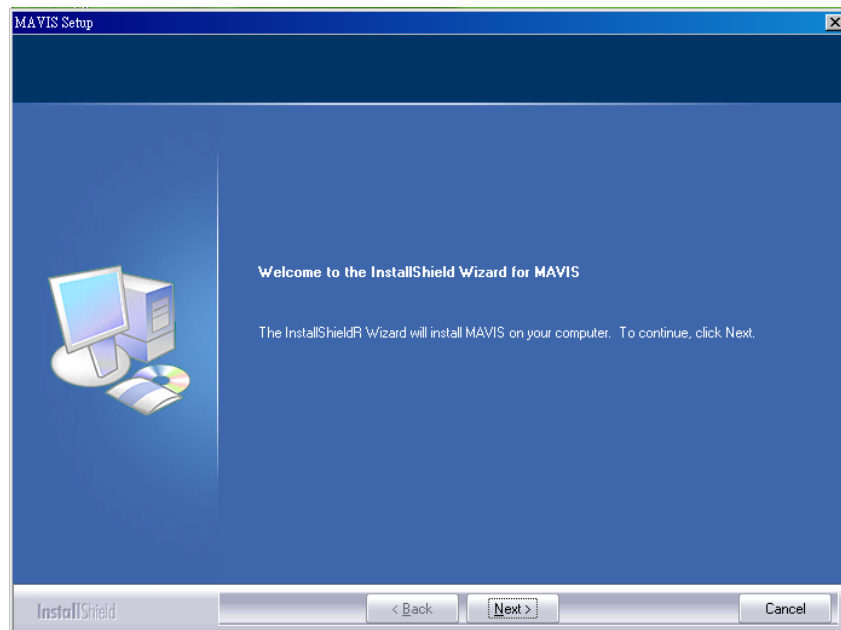 MAVIS Setup
Welcome to the InstallShield Wizard for MAVIS
The InstallShieldR Wizard will install MAVIS on your computer. To continue, click Next.
InstallShield
< Back
Next >
Cancel